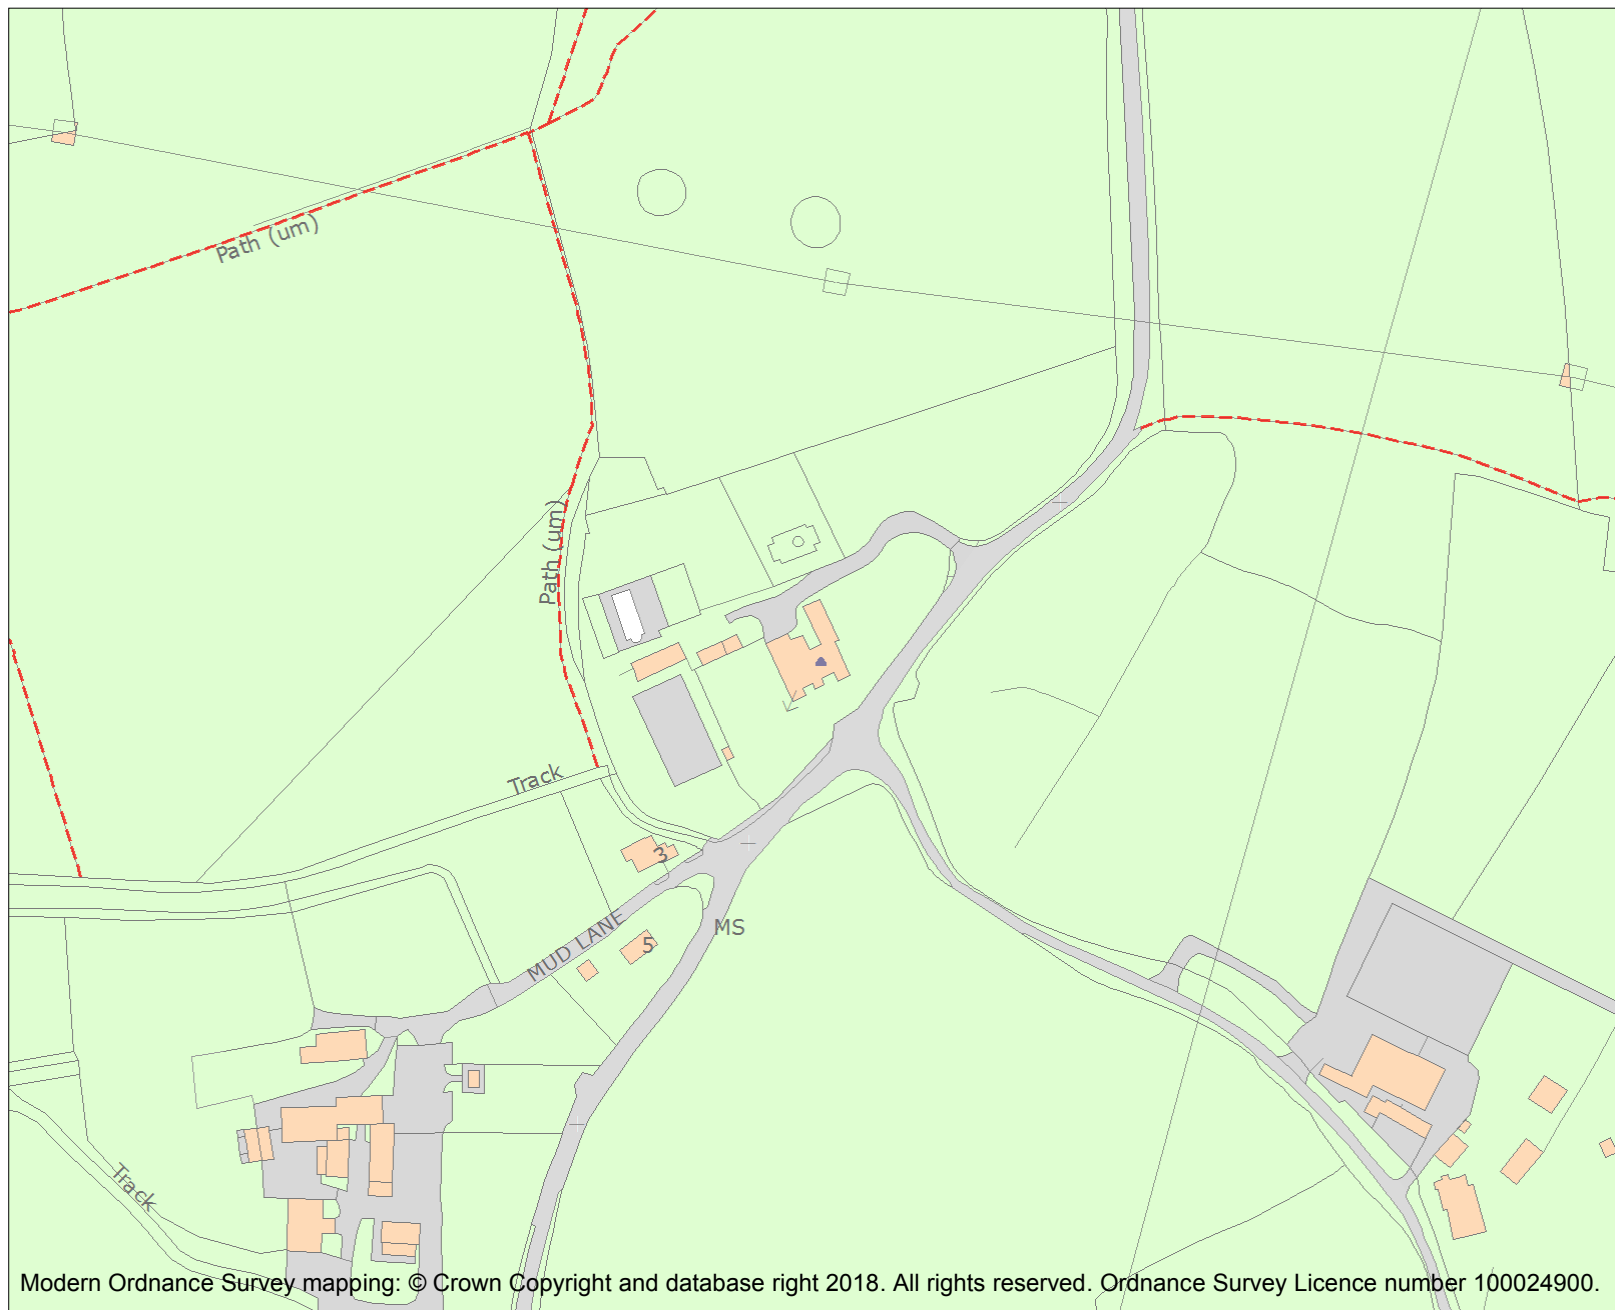 Path (um)
Path (um)
Track
3
MUD LANE
5
MS
Track
Modern Ordnance Survey mapping: © Crown Copyright and database right 2018. All rights reserved. Ordnance Survey Licence number 100024900.